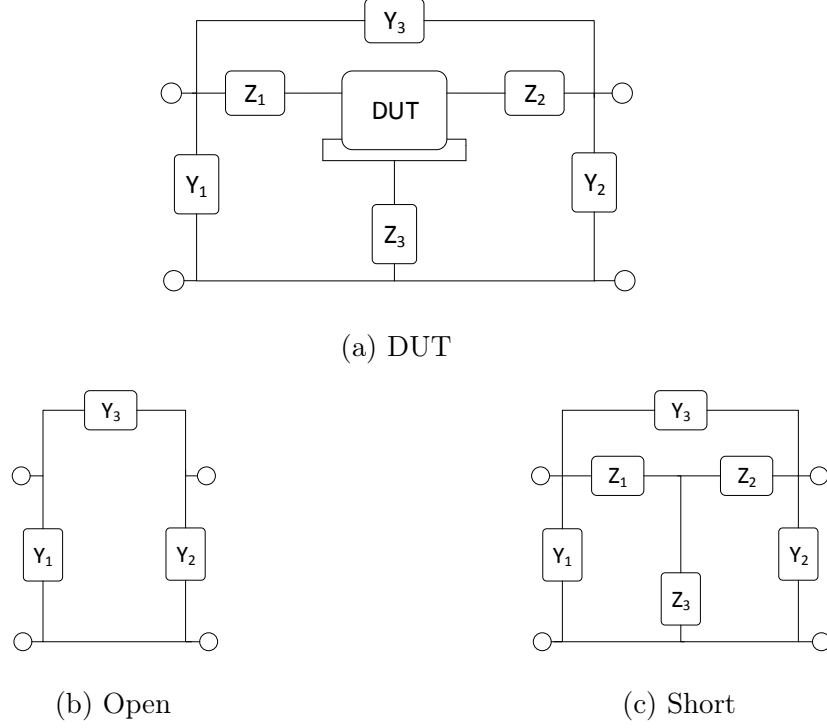 Y₃
Z₁ DUT Z₂
Y₁ Z₃ Y₂
(a) DUT
Y₃ Y₃
Z₁ Z₂
Y₁ Y₂ Y₁ Z₃ Y₂
(b) Open (c) Short